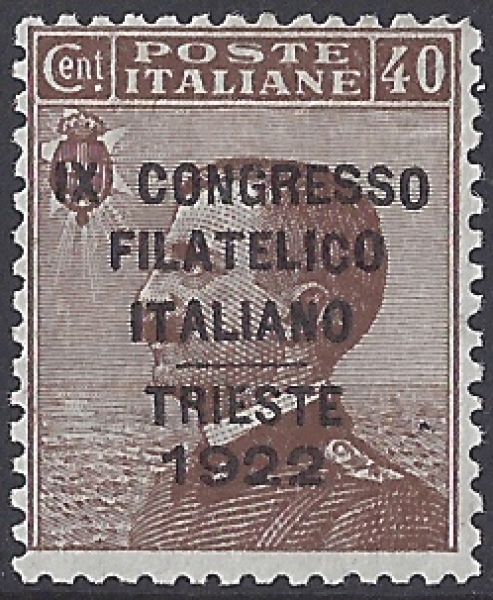 Cent. POSTE ITALIANE 40
IX CONGRESSO
FILATELICO
ITALIANO
TRIESTE
1922